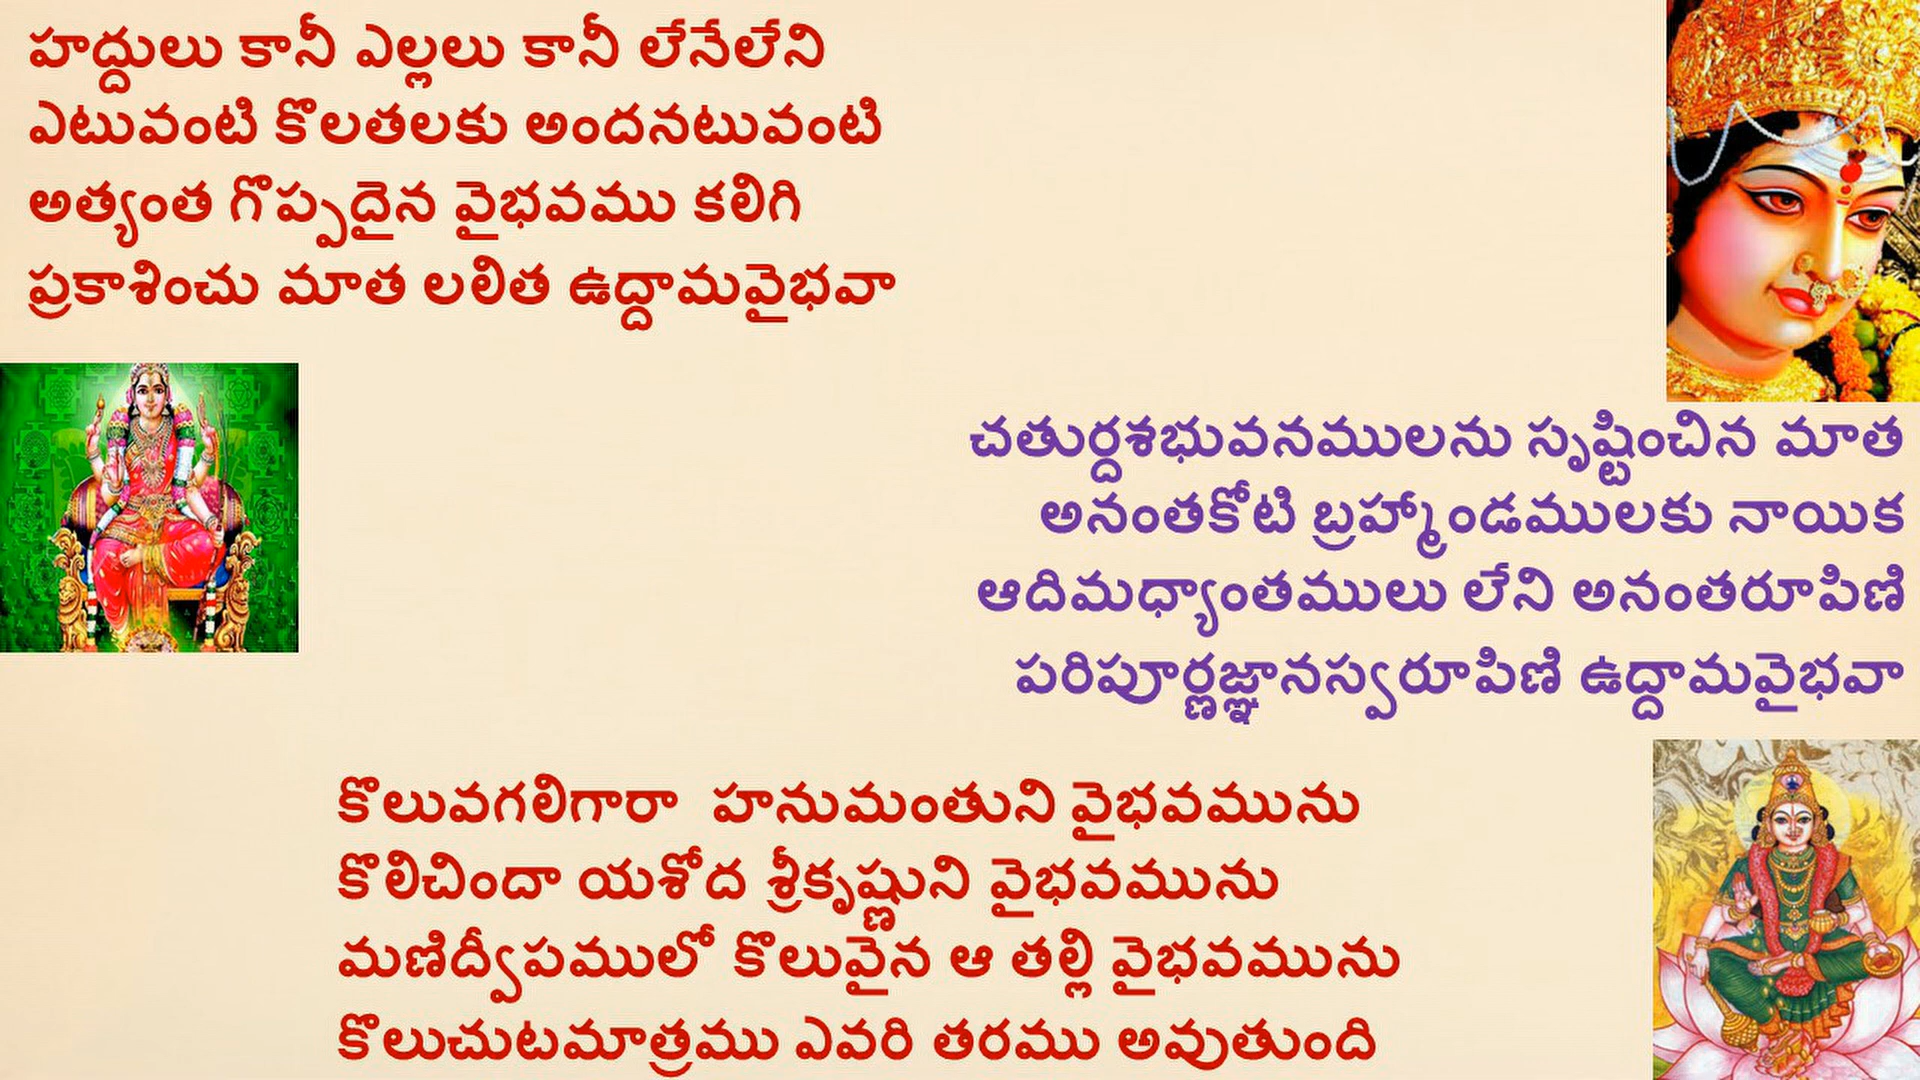 హద్దులు కానీ ఎల్లలు కానీ లేనేలేని
ఎటువంటి కొలతలకు అందనటువంటి
అత్యంత గొప్పదైన వైభవము కలిగి
ప్రకాశించు మాత లలిత ఉద్దామవైభవా
చతుర్దశభువనములను సృష్టించిన మాత
అనంతకోటి బ్రహ్మాండములకు నాయిక
ఆదిమధ్యాంతములు లేని అనంతరూపిణి
పరిపూర్ణజ్ఞానస్వరూపిణి ఉద్దామవైభవా
కొలువగలిగారా హనుమంతుని వైభవమును
కొలిచిందా యశోద శ్రీకృష్ణుని వైభవమును
మణిద్వీపములో కొలువైన ఆ తల్లి వైభవమును
కొలుచుటమాత్రము ఎవరి తరము అవుతుంది